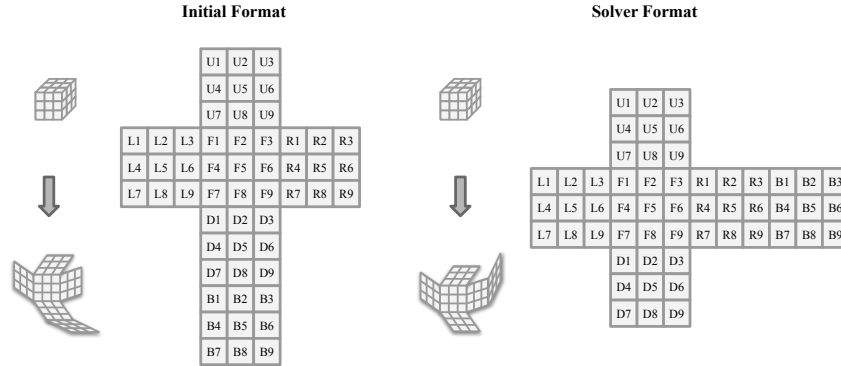 Initial Format
U1 U2 U3
U4 U5 U6
U7 U8 U9
L1 L2 L3 F1 F2 F3 R1 R2 R3
L4 L5 L6 F4 F5 F6 R4 R5 R6
L7 L8 L9 F7 F8 F9 R7 R8 R9
D1 D2 D3
D4 D5 D6
D7 D8 D9
B1 B2 B3
B4 B5 B6
B7 B8 B9
Solver Format
U1 U2 U3
U4 U5 U6
U7 U8 U9
L1 L2 L3 F1 F2 F3 R1 R2 R3 B1 B2 B3
L4 L5 L6 F4 F5 F6 R4 R5 R6 B4 B5 B6
L7 L8 L9 F7 F8 F9 R7 R8 R9 B7 B8 B9
D1 D2 D3
D4 D5 D6
D7 D8 D9